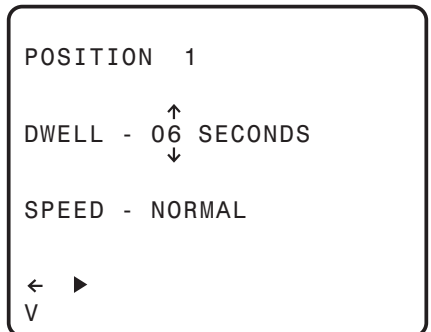 POSITION 1
↑
DWELL - 06 SECONDS
↓
SPEED - NORMAL
← ▶
V